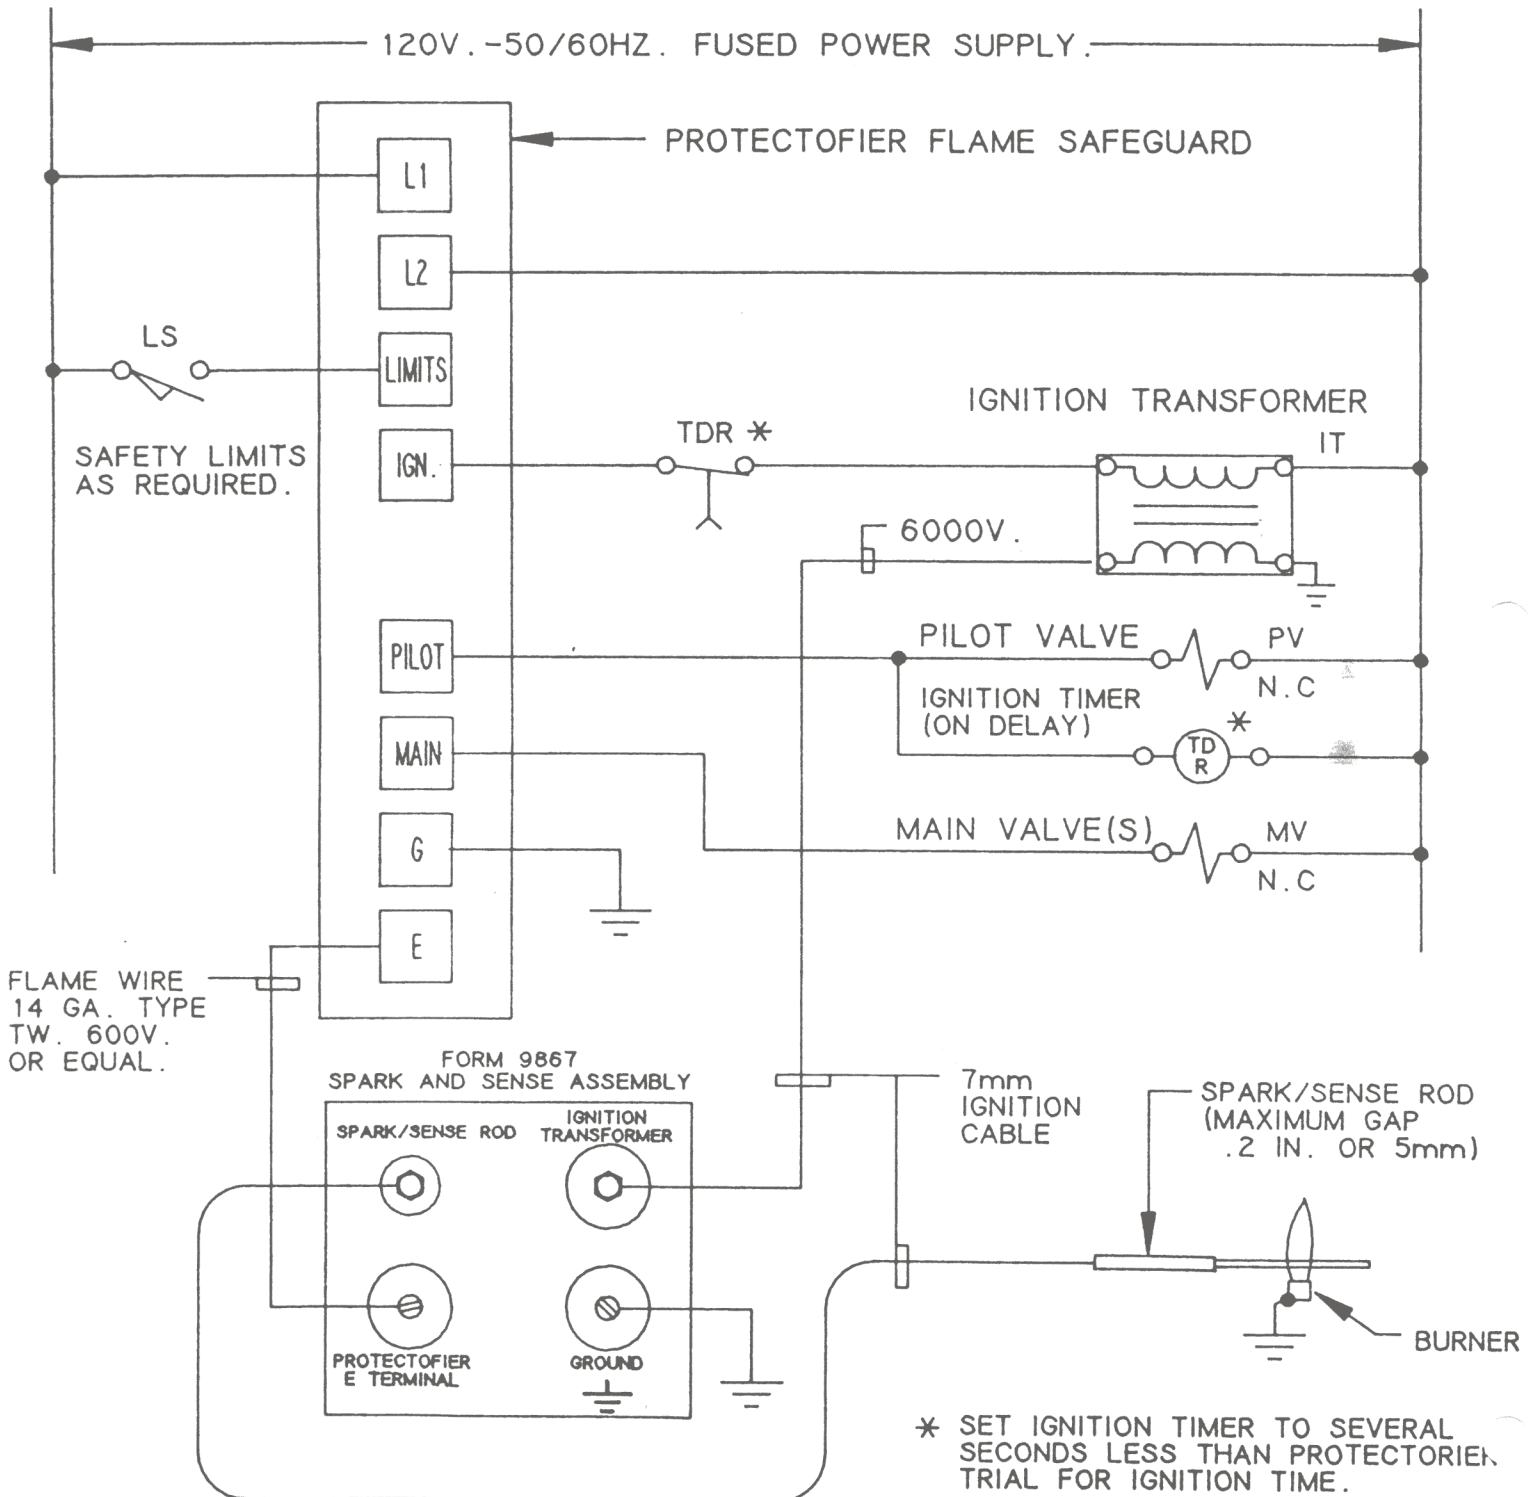 120V.-50/60HZ. FUSED POWER SUPPLY.
PROTECTOFIER FLAME SAFEGUARD
L1
L2
LS
LIMITS
SAFETY LIMITS
AS REQUIRED.
IGN.
TDR *
IGNITION TRANSFORMER
IT
6000V.
PILOT
PILOT VALVE
PV
N.C
IGNITION TIMER
(ON DELAY)
*
TD
R
MAIN
MAIN VALVE(S)
MV
N.C
G
E
FLAME WIRE
14 GA. TYPE
TW. 600V.
OR EQUAL.
FORM 9867
SPARK AND SENSE ASSEMBLY
SPARK/SENSE ROD
IGNITION
TRANSFORMER
7mm
IGNITION
CABLE
SPARK/SENSE ROD
(MAXIMUM GAP
.2 IN. OR 5mm)
PROTECTOFIER
E TERMINAL
GROUND
BURNER
* SET IGNITION TIMER TO SEVERAL
SECONDS LESS THAN PROTECTORIER
TRIAL FOR IGNITION TIME.